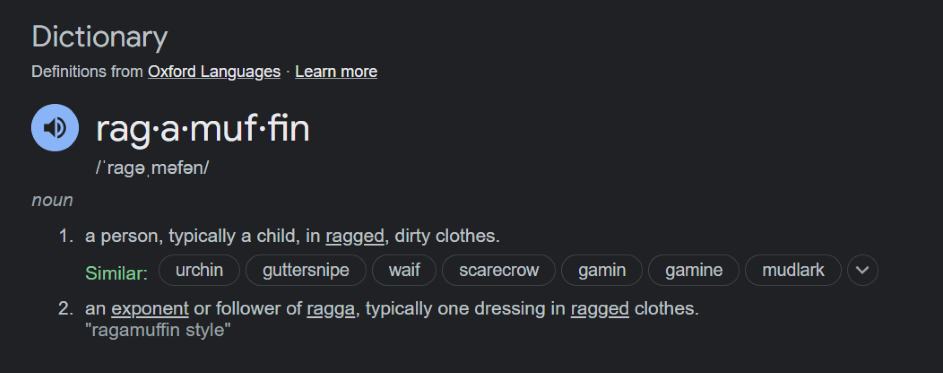 Dictionary
Definitions from Oxford Languages · Learn more
rag·a·muf·fin
/ˈraɡəˌməfən/
noun
1. a person, typically a child, in ragged, dirty clothes.
Similar: urchin guttersnipe waif scarecrow gamin gamine mudlark
2. an exponent or follower of ragga, typically one dressing in ragged clothes.
"ragamuffin style"